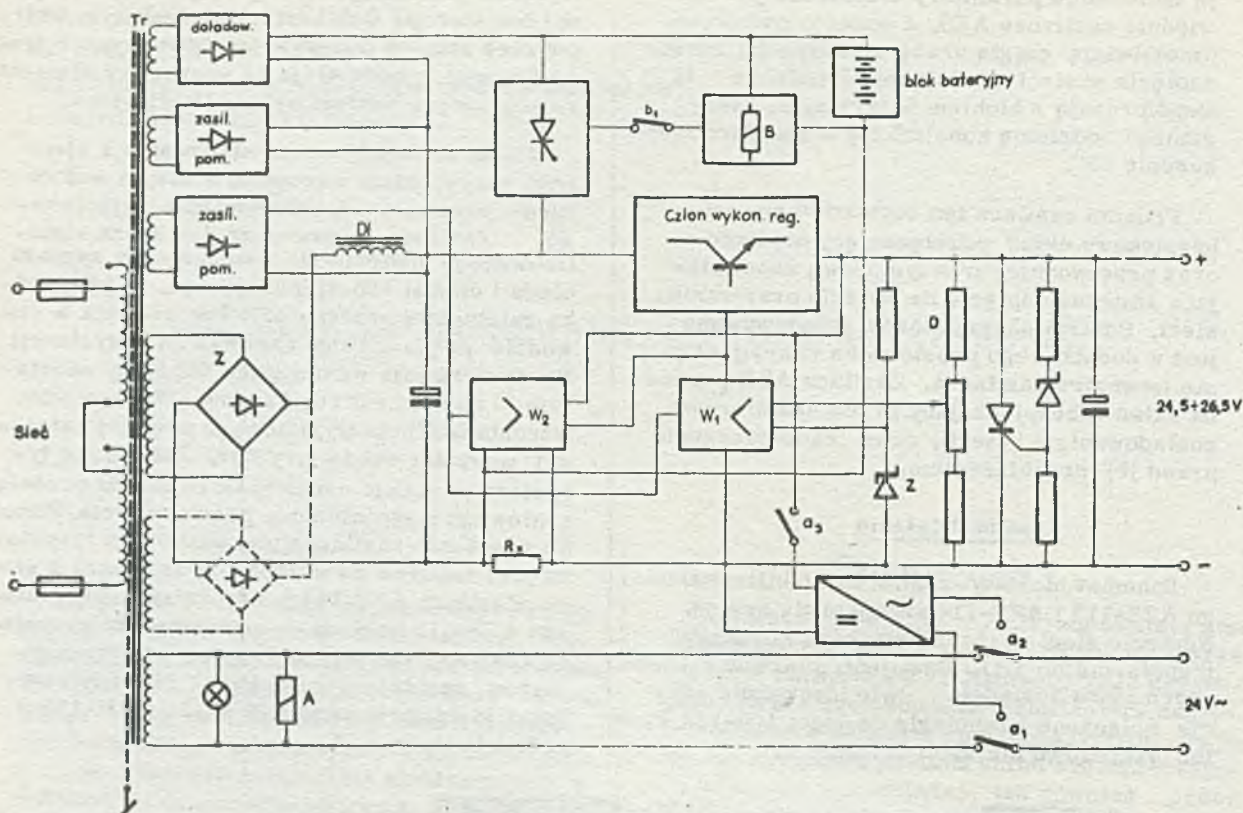 Tr
doładow.
zasil.
pom.
zasil.
pom.
b₁
B
blok bateryjny
Dł
Człon wykon. reg.
+
Z
W₂
W₁
D
24,5÷26,5V
Sieć
Z
a₃
Rₓ
−
=
~
a₂
A
24V~
a₁